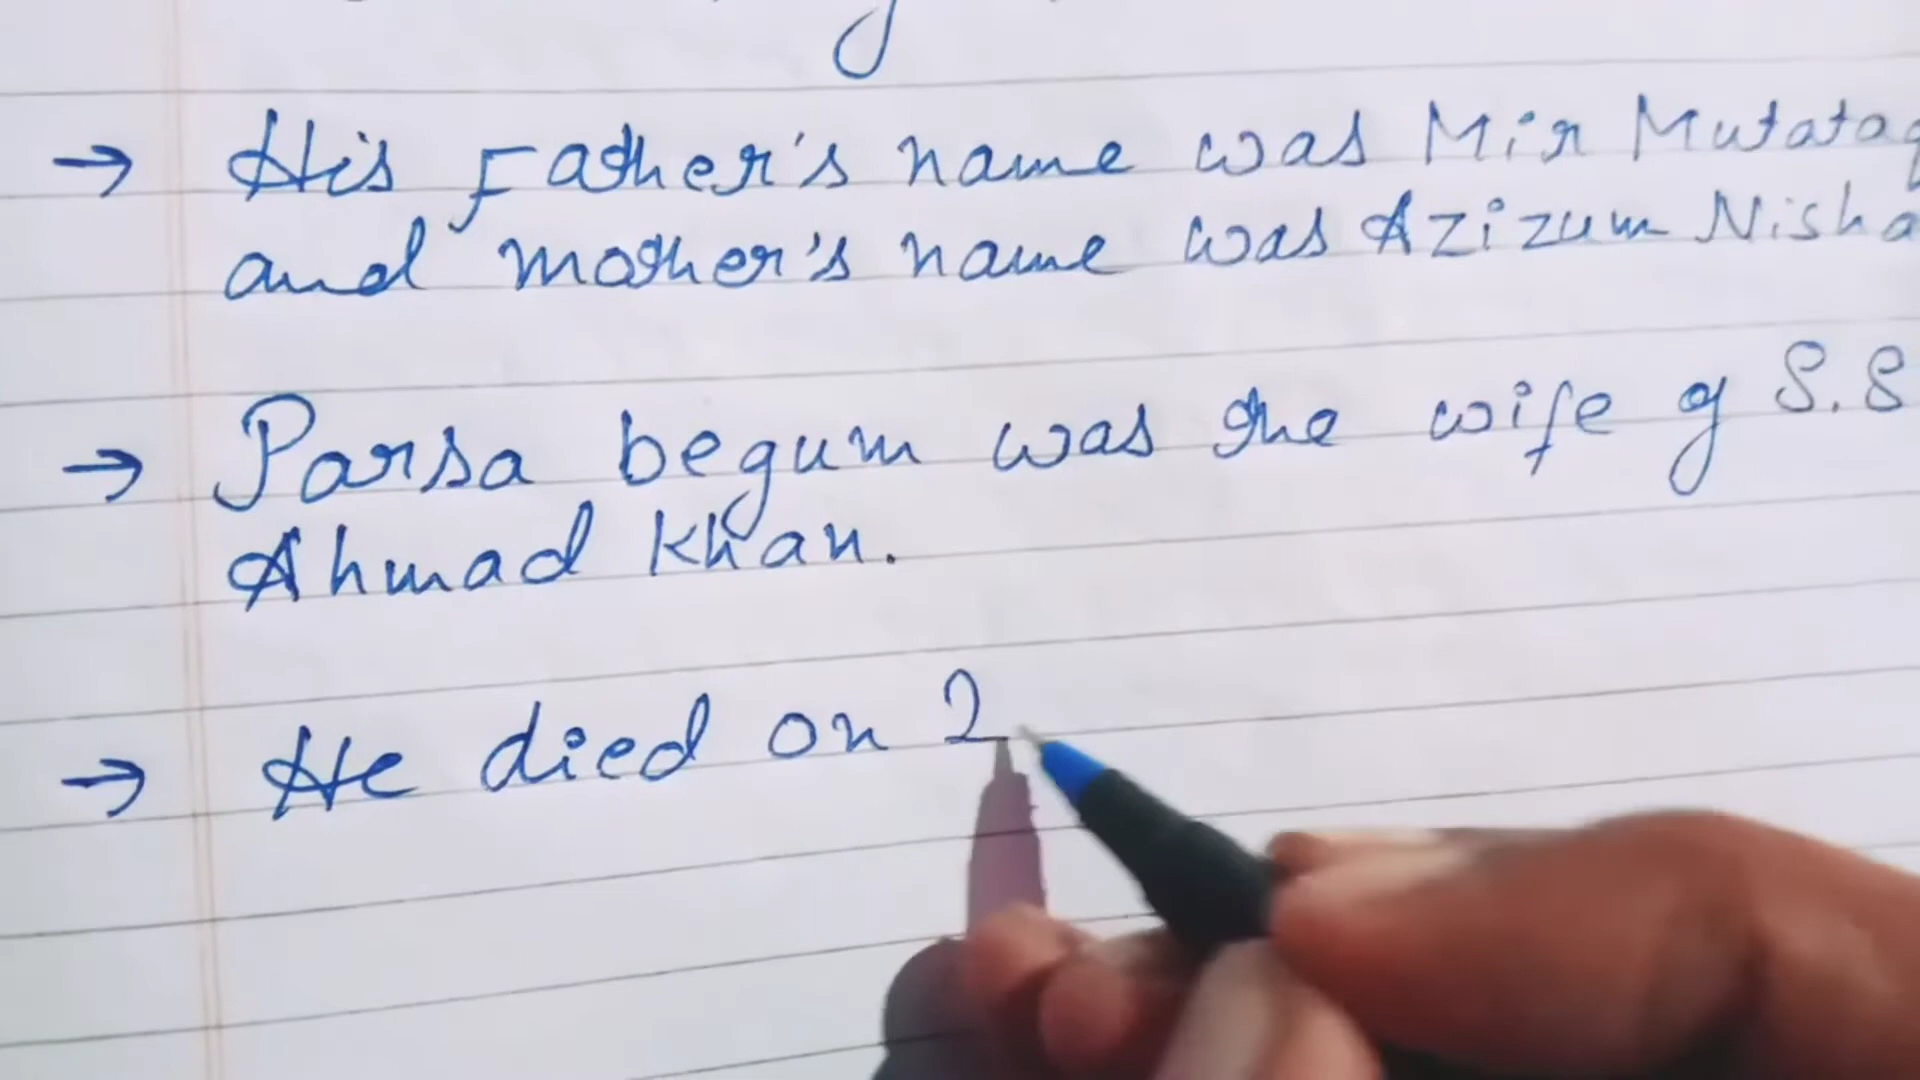 → His Father's name was Mir Mutataq
and mother's name was Azizum Nisha
→ Parsa begum was the wife of S.S
Ahmad Khan.
→ He died on 2